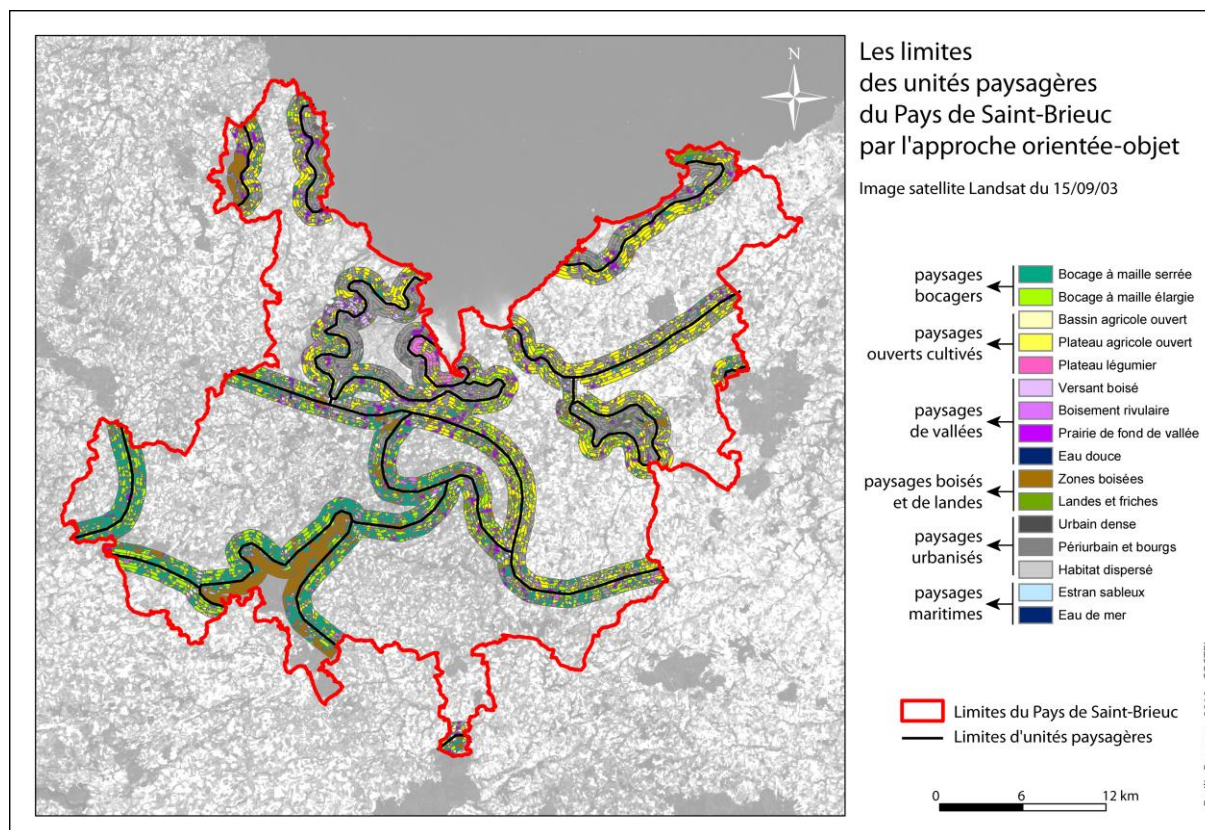 N
Les limites
des unités paysagères
du Pays de Saint-Brieuc
par l'approche orientée-objet
Image satellite Landsat du 15/09/03
paysages
bocagers
Bocage à maille serrée
Bocage à maille élargie
paysages
ouverts cultivés
Bassin agricole ouvert
Plateau agricole ouvert
Plateau légumier
paysages
de vallées
Versant boisé
Boisement rivulaire
Prairie de fond de vallée
Eau douce
paysages boisés
et de landes
Zones boisées
Landes et friches
paysages
urbanisés
Urbain dense
Périurbain et bourgs
Habitat dispersé
paysages
maritimes
Estran sableux
Eau de mer
Limites du Pays de Saint-Brieuc
Limites d'unités paysagères
0 6 12 km